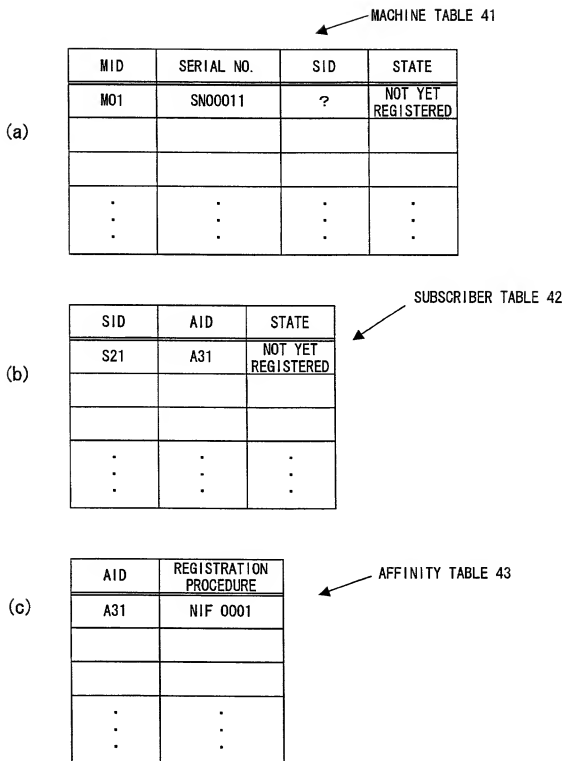 MACHINE TABLE 41
MID SERIAL NO. SID STATE
M01 SN00011 ? NOT YET
REGISTERED
(a)
SUBSCRIBER TABLE 42
SID AID STATE
S21 A31 NOT YET
REGISTERED
(b)
AFFINITY TABLE 43
AID REGISTRATION
PROCEDURE
(c) A31 NIF 0001